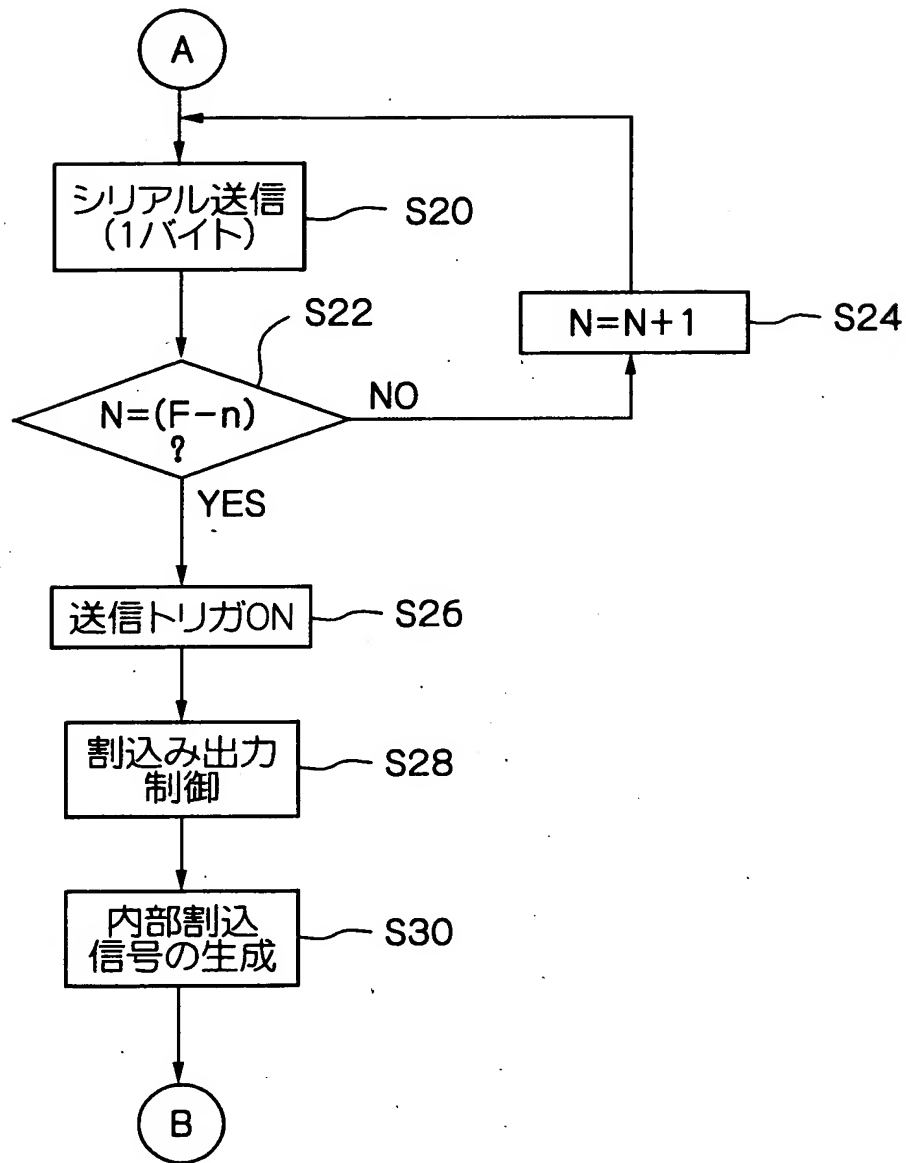 A
シリアル送信
(1バイト)
S20
S22
N=N+1
S24
N=(F-n)
?
NO
YES
送信トリガON
S26
割込み出力
制御
S28
内部割込
信号の生成
S30
B